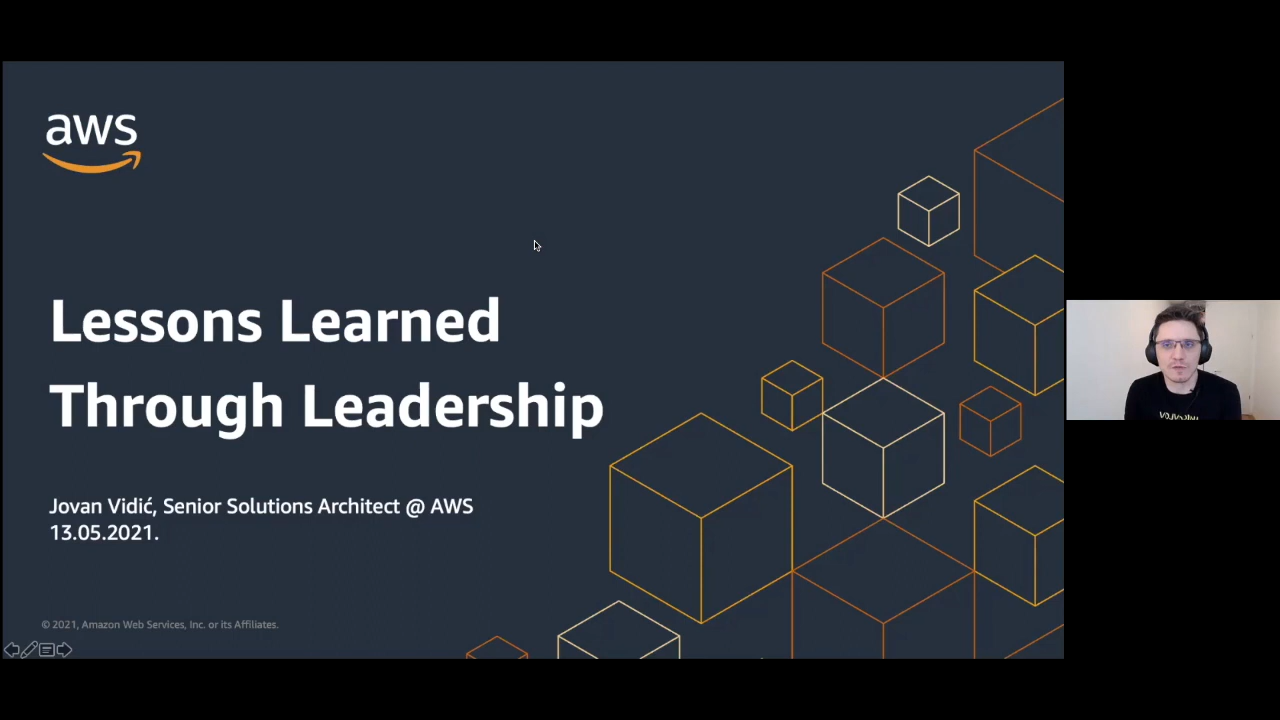 aws
Lessons Learned
Through Leadership
Jovan Vidić, Senior Solutions Architect @ AWS
13.05.2021.
© 2021, Amazon Web Services, Inc. or its Affiliates.